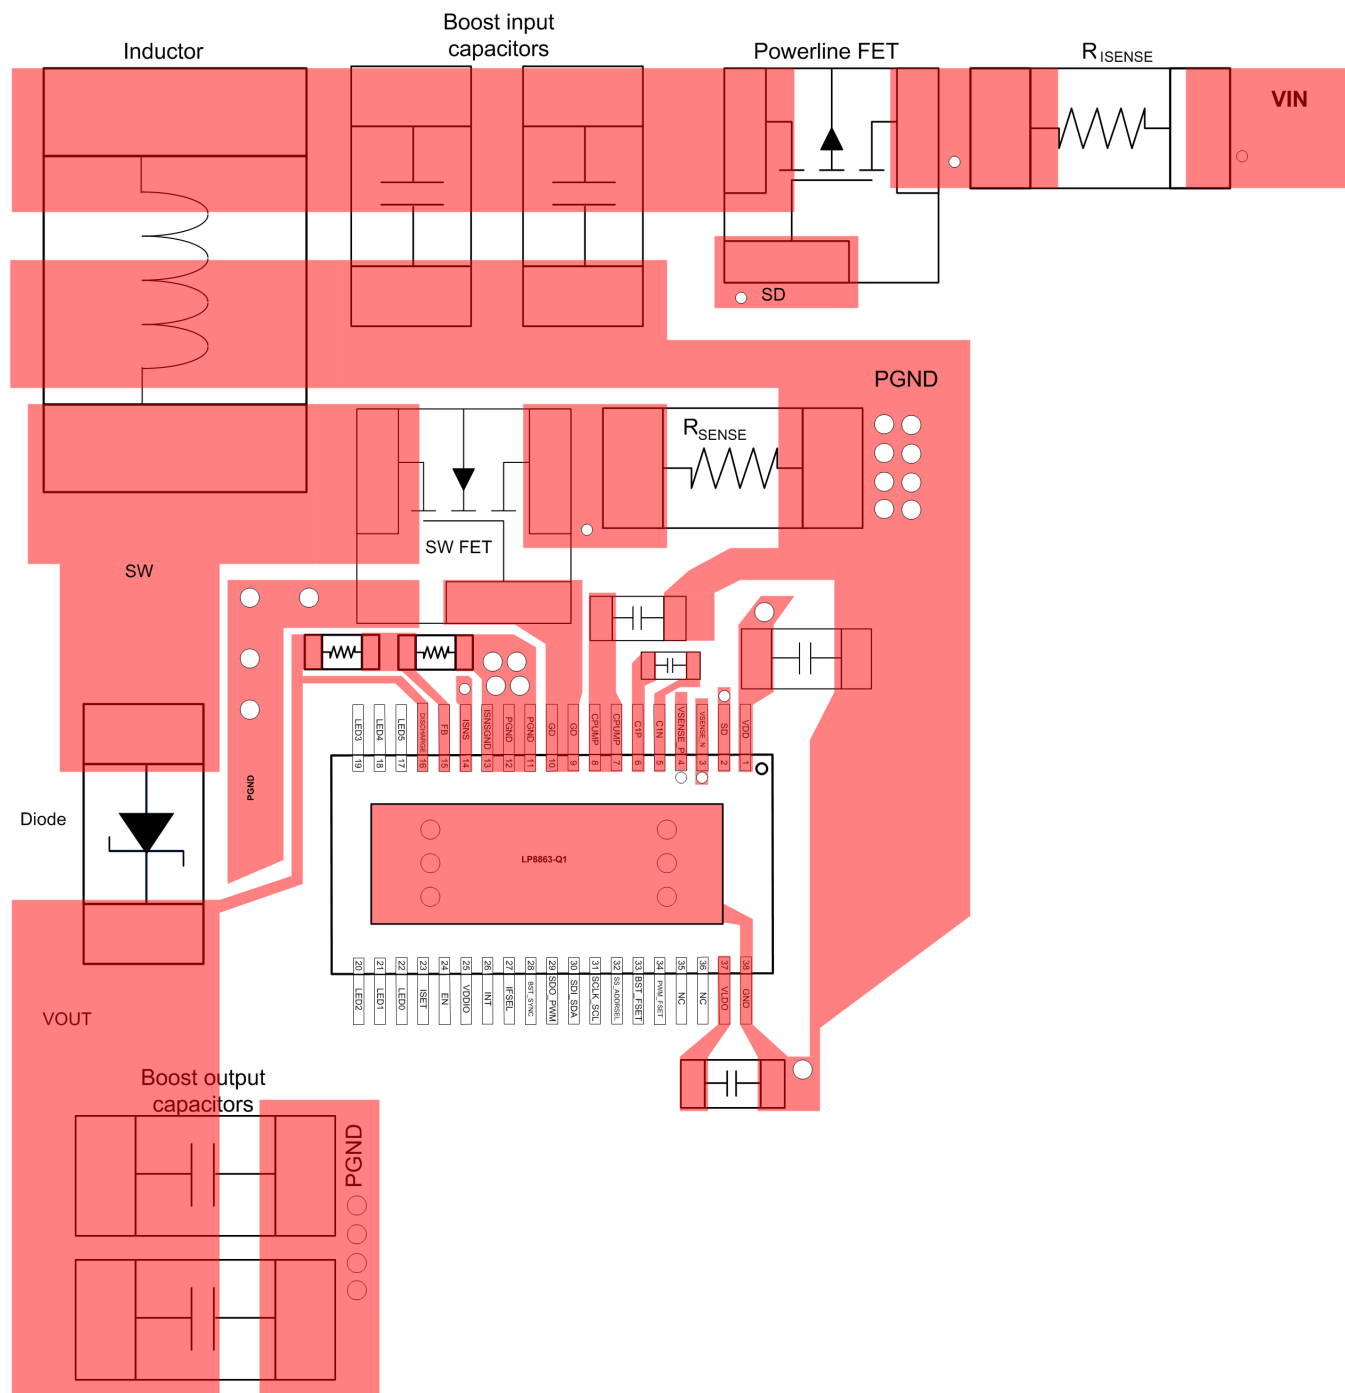 Boost input
capacitors
Inductor
Powerline FET
RISENSE
VIN
SD
PGND
RSENSE
SW FET
SW
PGND
Diode
LED3
LED4
LED5
DISCHARGE
FB
ISNS
ISNSGND
PGND
PGND
GD
GD
CPUMP
CPUMP
C1P
C1N
VSENSE_P
VSENSE_N
SD
VDD
19
18
17
16
15
14
13
12
11
10
9
8
7
6
5
4
3
2
1
LP8863-Q1
20
21
22
23
24
25
26
27
28
29
30
31
32
33
34
35
36
37
38
LED2
LED1
LED0
ISET
EN
VDDIO
INT
IFSEL
BST_SYNC
SDO_PWM
SDI_SDA
SCLK_SCL
SS_ADDRSEL
BST_FSET
PWM_FSET
NC
NC
VLDO
GND
VOUT
Boost output
capacitors
PGND